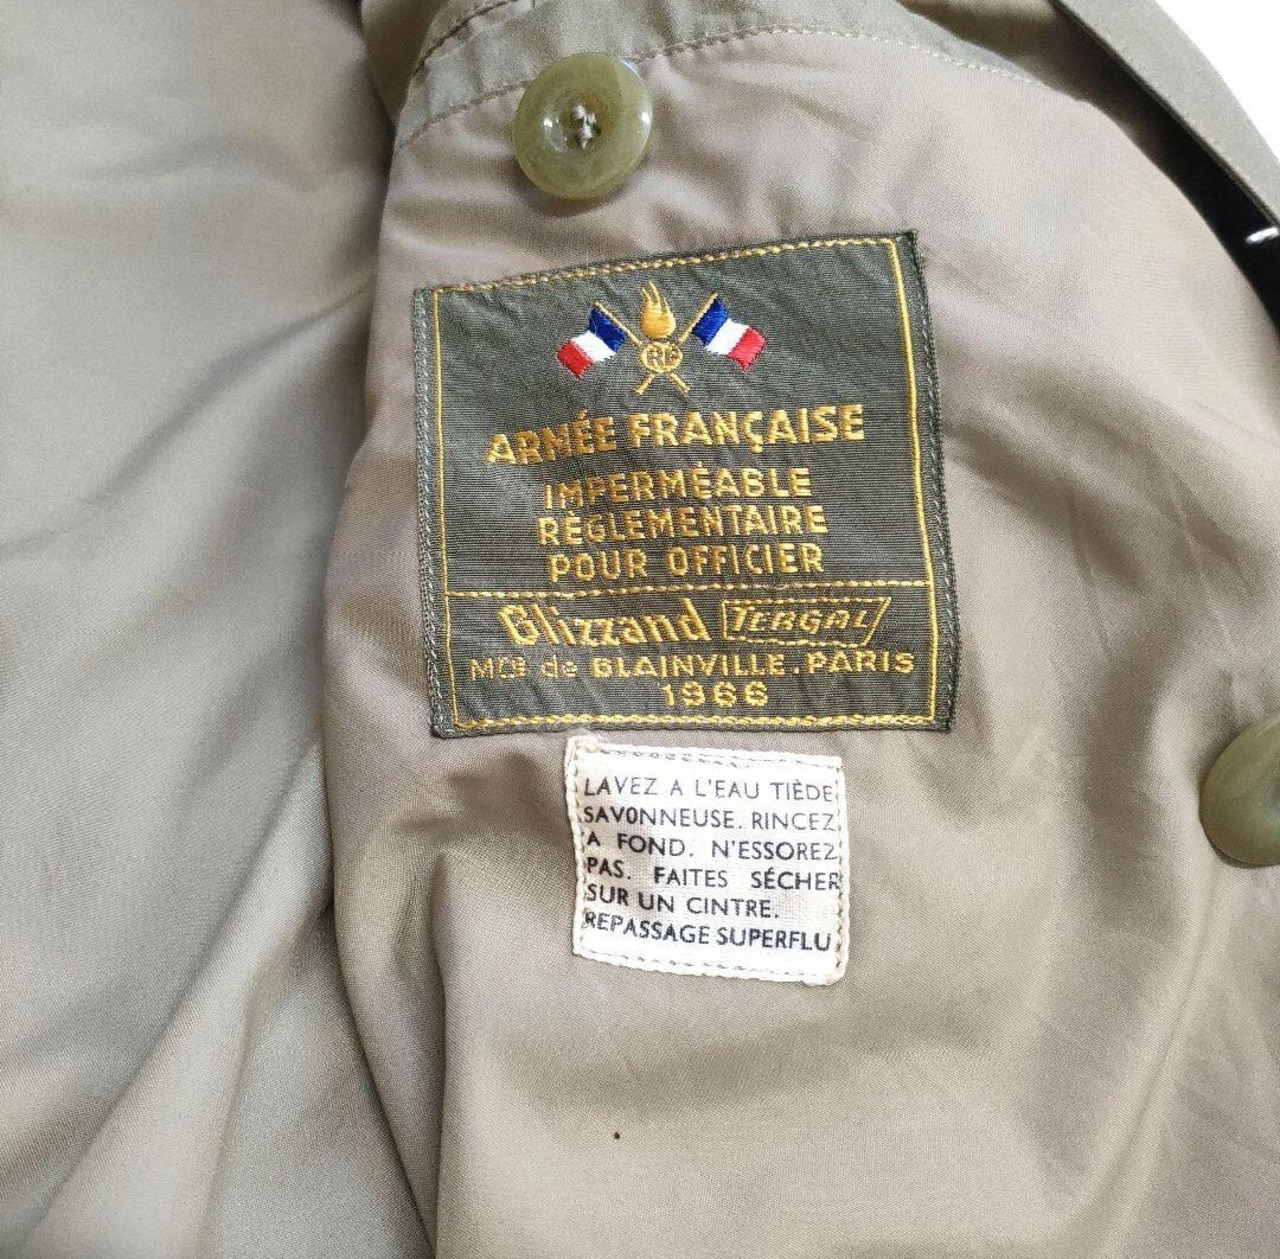 RF
ARMÉE FRANÇAISE
IMPERMÉABLE
RÉGLEMENTAIRE
POUR OFFICIER
Blizzand TERGAL
Mon de BLAINVILLE.PARIS
1966
LAVEZ A L'EAU TIÈDE
SAVONNEUSE. RINCEZ
A FOND. N'ESSOREZ
PAS. FAITES SÉCHER
SUR UN CINTRE.
REPASSAGE SUPERFLU